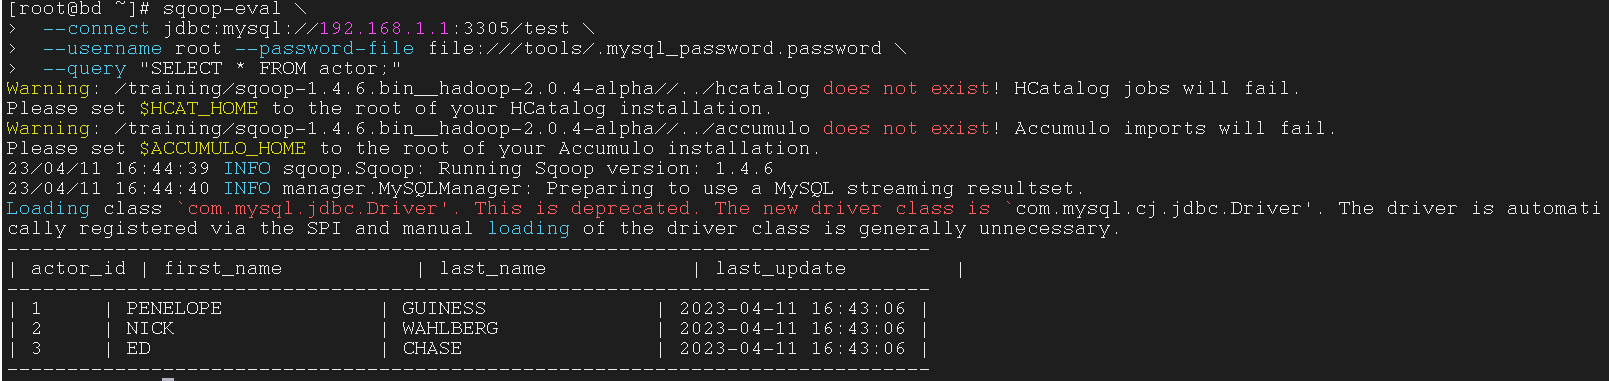 [root@bd ~]# sqoop-eval \
>  --connect jdbc:mysql://192.168.1.1:3305/test \
>  --username root --password-file file:///tools/.mysql_password.password \
>  --query "SELECT * FROM actor;"
Warning: /training/sqoop-1.4.6.bin__hadoop-2.0.4-alpha//../hcatalog does not exist! HCatalog jobs will fail.
Please set $HCAT_HOME to the root of your HCatalog installation.
Warning: /training/sqoop-1.4.6.bin__hadoop-2.0.4-alpha//../accumulo does not exist! Accumulo imports will fail.
Please set $ACCUMULO_HOME to the root of your Accumulo installation.
23/04/11 16:44:39 INFO sqoop.Sqoop: Running Sqoop version: 1.4.6
23/04/11 16:44:40 INFO manager.MySQLManager: Preparing to use a MySQL streaming resultset.
Loading class `com.mysql.jdbc.Driver'. This is deprecated. The new driver class is `com.mysql.cj.jdbc.Driver'. The driver is automati
cally registered via the SPI and manual loading of the driver class is generally unnecessary.
------------------------------------------------------------------------------
| actor_id | first_name           | last_name            | last_update         |
------------------------------------------------------------------------------
| 1     | PENELOPE             | GUINESS              | 2023-04-11 16:43:06 |
| 2     | NICK                 | WAHLBERG             | 2023-04-11 16:43:06 |
| 3     | ED                   | CHASE                | 2023-04-11 16:43:06 |
------------------------------------------------------------------------------